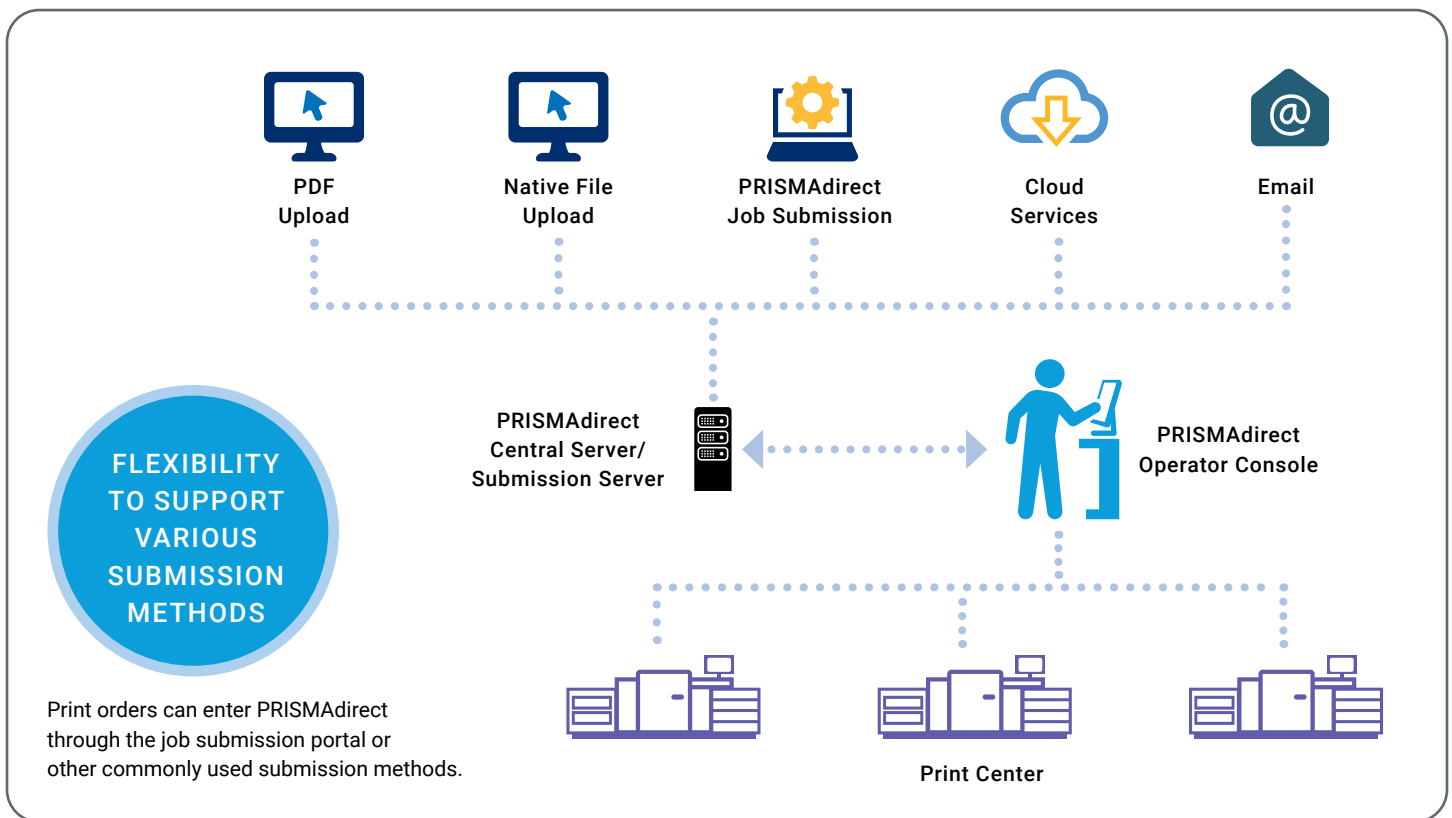 PDF
Upload
Native File
Upload
PRISMAdirect
Job Submission
Cloud
Services
@
Email
PRISMAdirect
Central Server/
Submission Server
PRISMAdirect
Operator Console
FLEXIBILITY
TO SUPPORT
VARIOUS
SUBMISSION
METHODS
Print orders can enter PRISMAdirect
through the job submission portal or
other commonly used submission methods.
Print Center